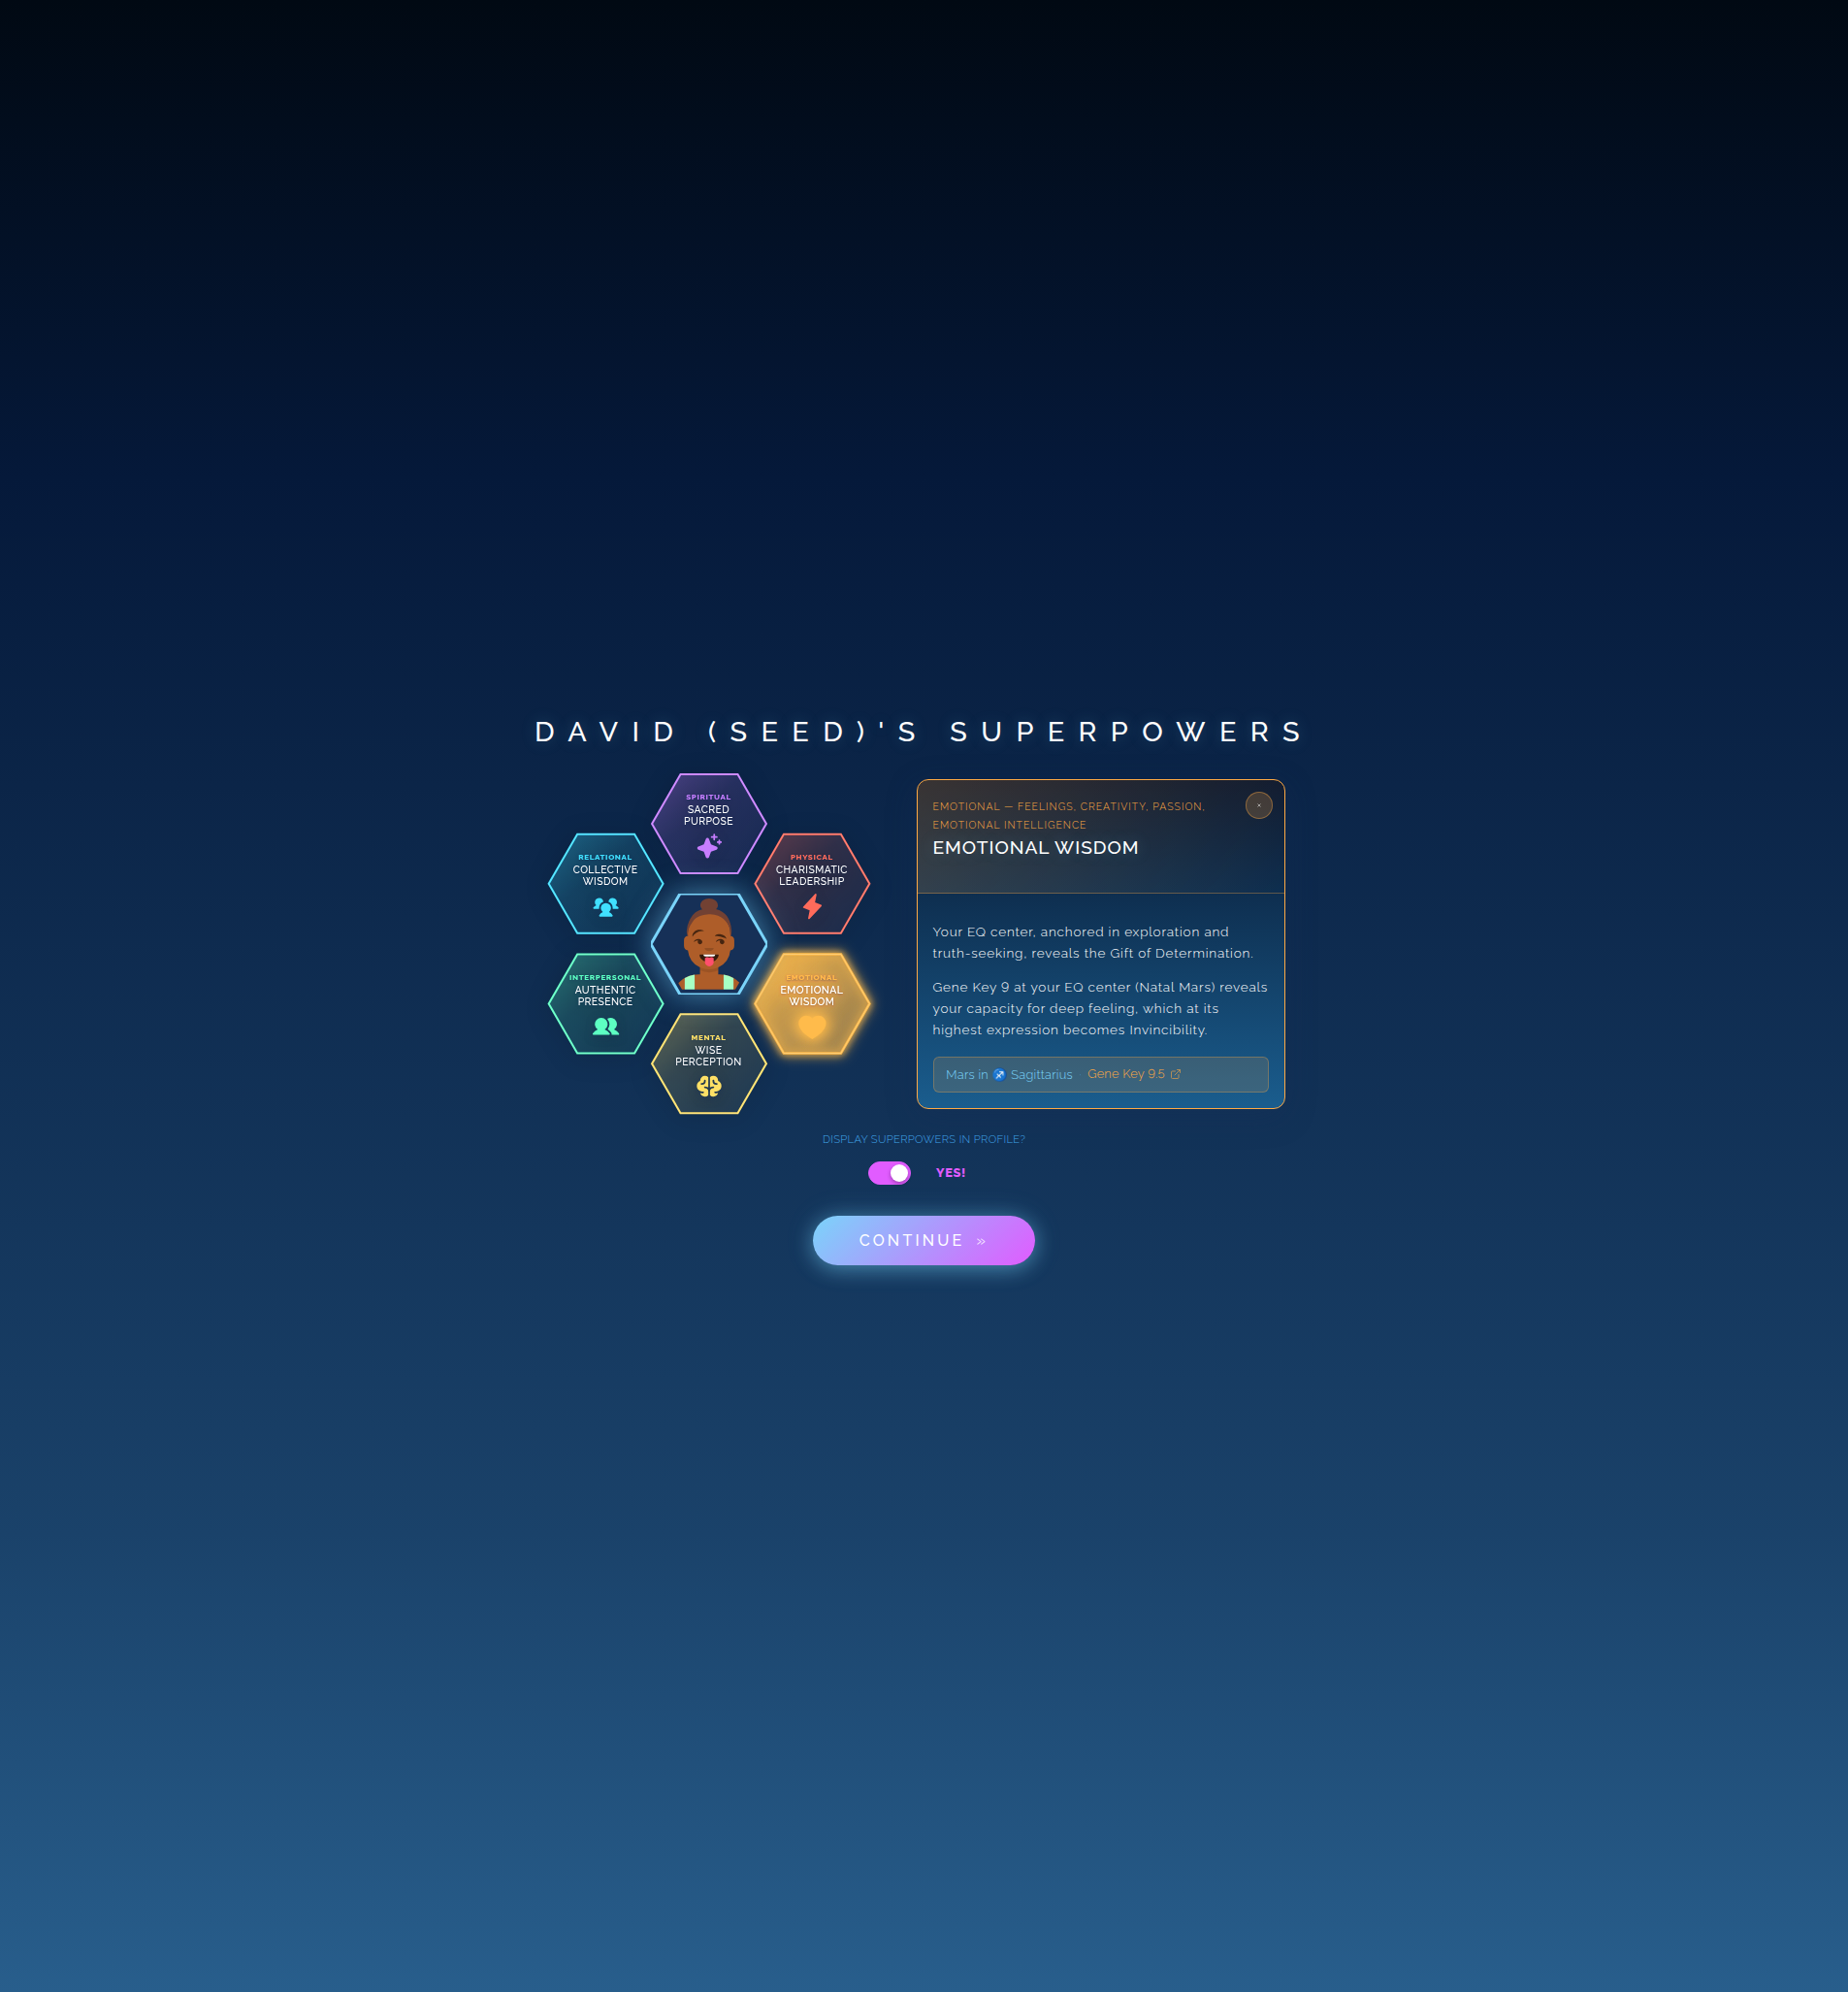 DAVID (SEED)'S SUPERPOWERS
SPIRITUAL
SACRED
PURPOSE
RELATIONAL
COLLECTIVE
WISDOM
PHYSICAL
CHARISMATIC
LEADERSHIP
INTERPERSONAL
AUTHENTIC
PRESENCE
EMOTIONAL
EMOTIONAL
WISDOM
MENTAL
WISE
PERCEPTION
EMOTIONAL — FEELINGS, CREATIVITY, PASSION,
EMOTIONAL INTELLIGENCE
EMOTIONAL WISDOM
×
Your EQ center, anchored in exploration and
truth-seeking, reveals the Gift of Determination.
Gene Key 9 at your EQ center (Natal Mars) reveals
your capacity for deep feeling, which at its
highest expression becomes Invincibility.
Mars in ♐ Sagittarius Gene Key 9.5
DISPLAY SUPERPOWERS IN PROFILE?
YES!
CONTINUE »